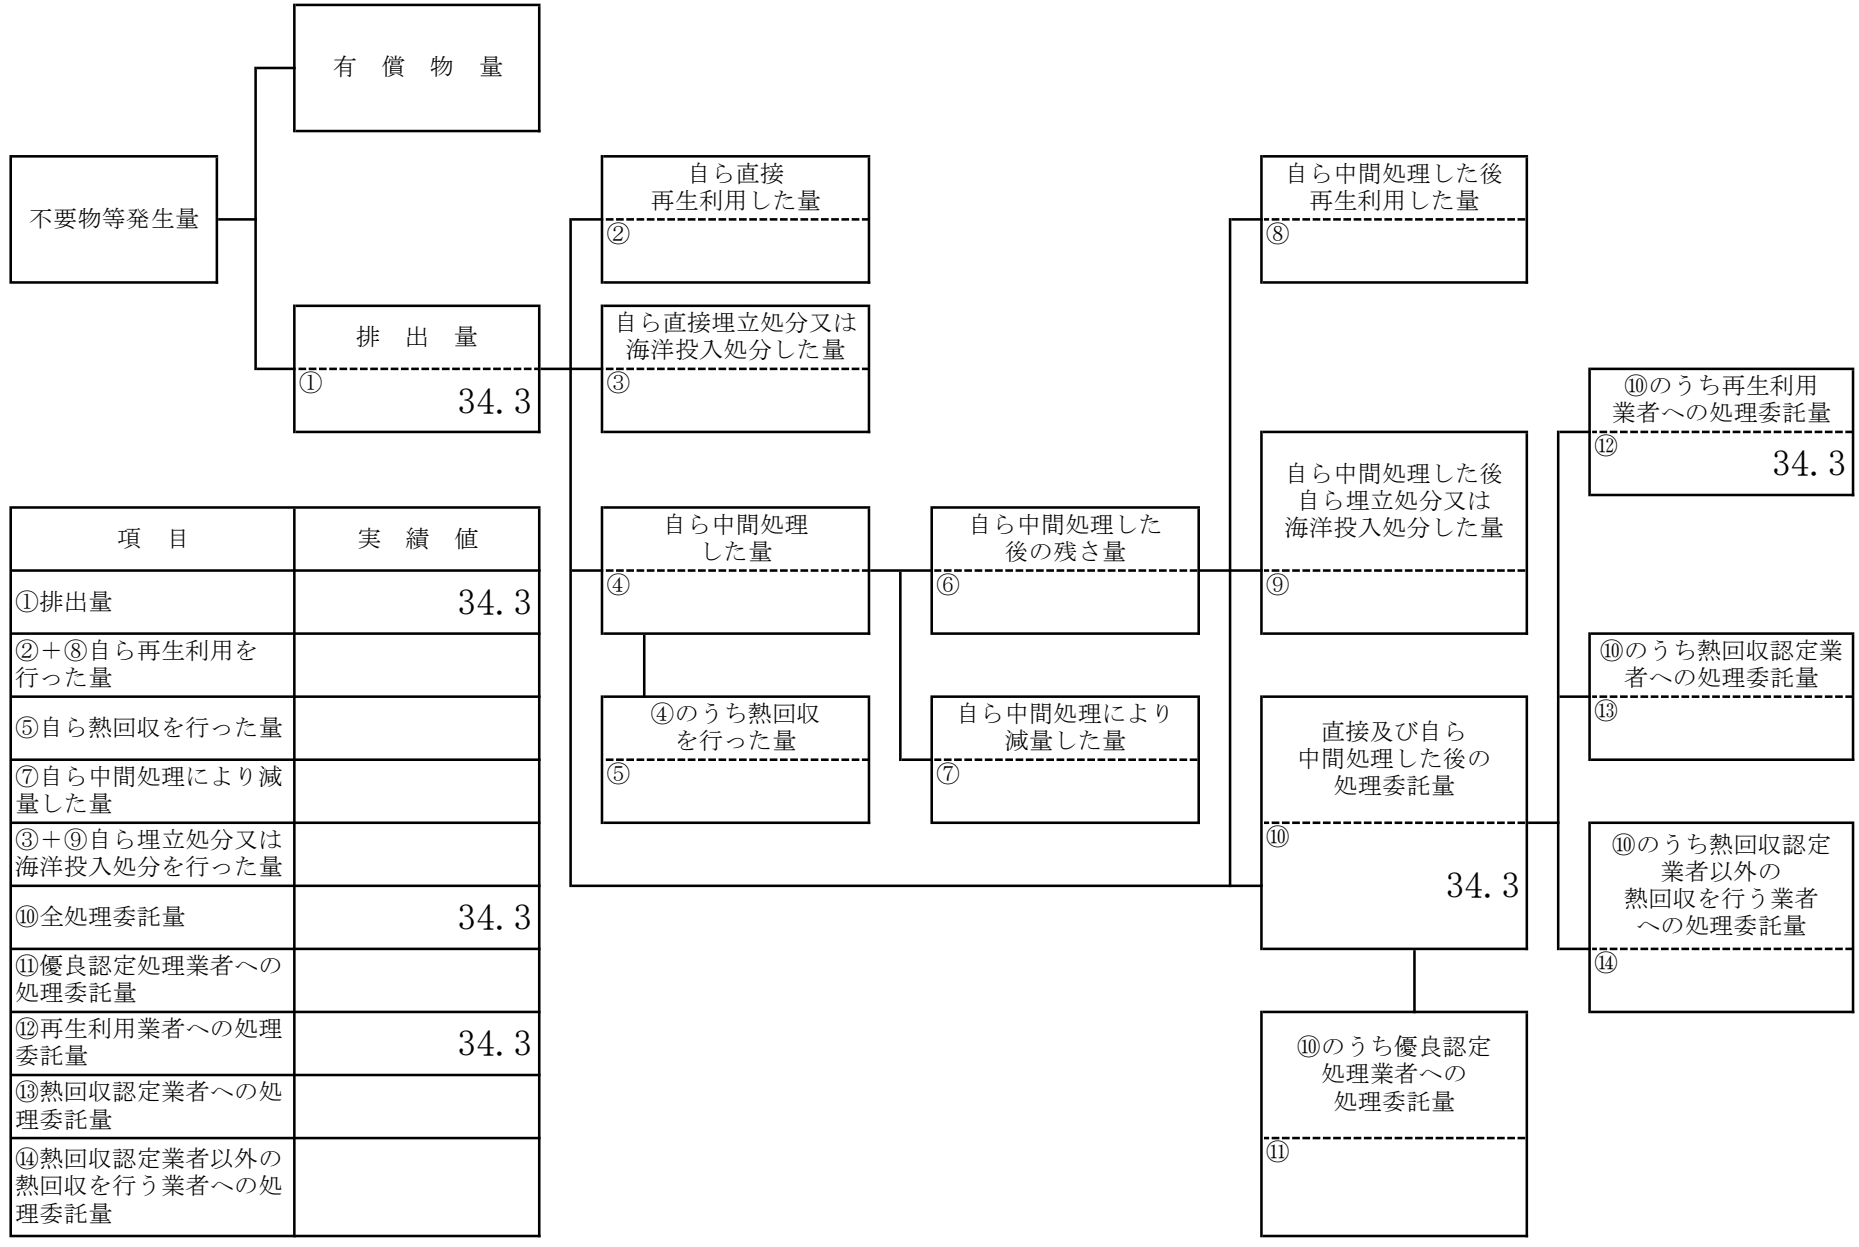 有　償　物　量
不要物等発生量
排　出　量
①
34.3
自ら直接
再生利用した量
②
自ら直接埋立処分又は
海洋投入処分した量
③
自ら中間処理
した量
④
④のうち熱回収
を行った量
⑤
自ら中間処理した
後の残さ量
⑥
自ら中間処理により
減量した量
⑦
自ら中間処理した後
再生利用した量
⑧
自ら中間処理した後
自ら埋立処分又は
海洋投入処分した量
⑨
直接及び自ら
中間処理した後の
処理委託量
⑩
34.3
⑩のうち優良認定
処理業者への
処理委託量
⑪
⑩のうち再生利用
業者への処理委託量
⑫
34.3
⑩のうち熱回収認定業
者への処理委託量
⑬
⑩のうち熱回収認定
業者以外の
熱回収を行う業者
への処理委託量
⑭
項　目
実　績　値
①排出量
34.3
②＋⑧自ら再生利用を
行った量
⑤自ら熱回収を行った量
⑦自ら中間処理により減
量した量
③＋⑨自ら埋立処分又は
海洋投入処分を行った量
⑩全処理委託量
34.3
⑪優良認定処理業者への
処理委託量
⑫再生利用業者への処理
委託量
34.3
⑬熱回収認定業者への処
理委託量
⑭熱回収認定業者以外の
熱回収を行う業者への処
理委託量